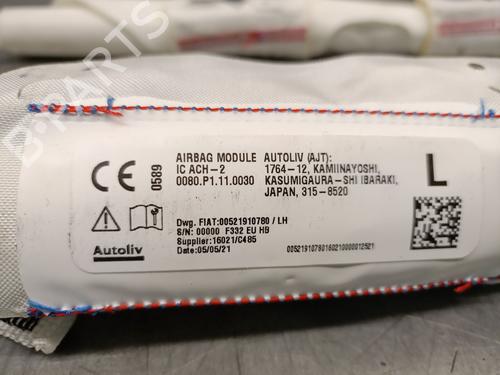 CE
0589
AIRBAG MODULE
IC ACH-2
0080.P1.11.0030
AUTOLIV (AJT):
1764-12, KAMIINAYOSHI,
KASUMIGAURA-SHI IBARAKI,
JAPAN, 315-8520
L
Autoliv
Dwg. FIAT:00521910780 / LH
S/N: 00000 F332 EU HB
Supplier:16021/C485
Date:05/05/21
00521910780160210000012521
B-PARTS